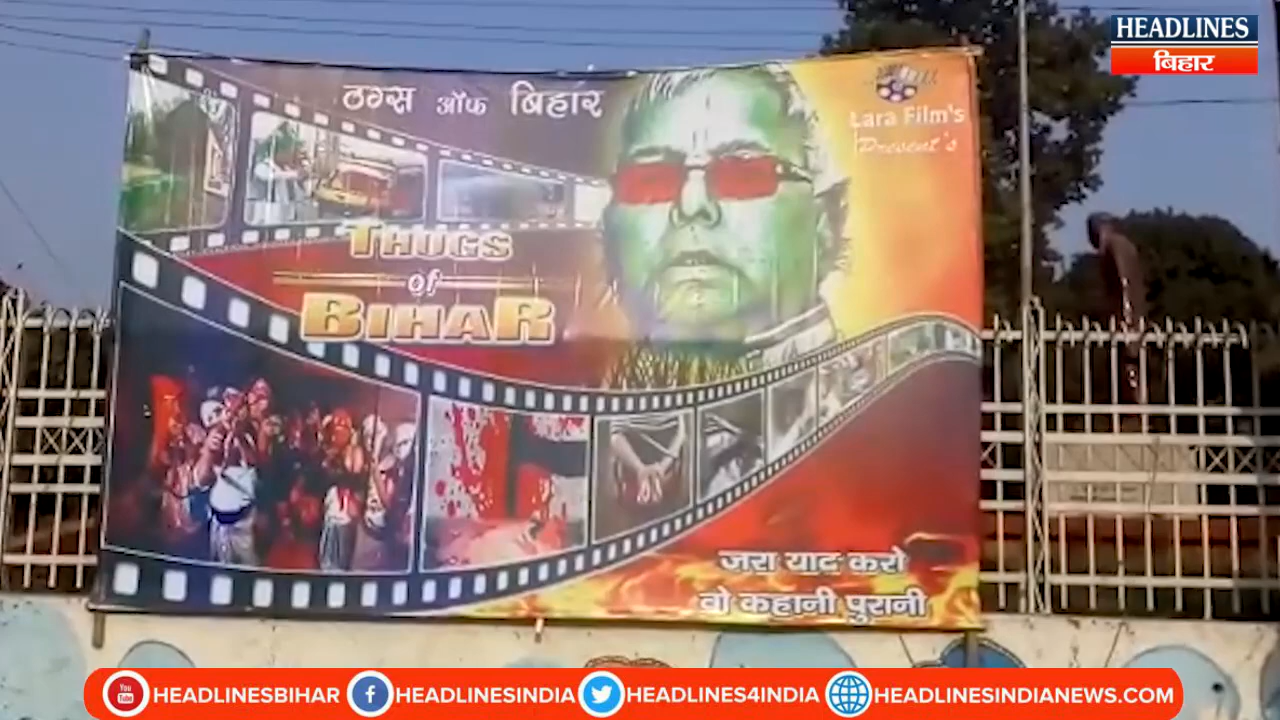 HEADLINES
बिहार
ठग्स ऑफ बिहार
Lara Film's
Present's
THUGS
of
BIHAR
जरा याद करो
वो कहानी पुरानी
HEADLINESBIHAR HEADLINESINDIA HEADLINES4INDIA HEADLINESINDIANEWS.COM